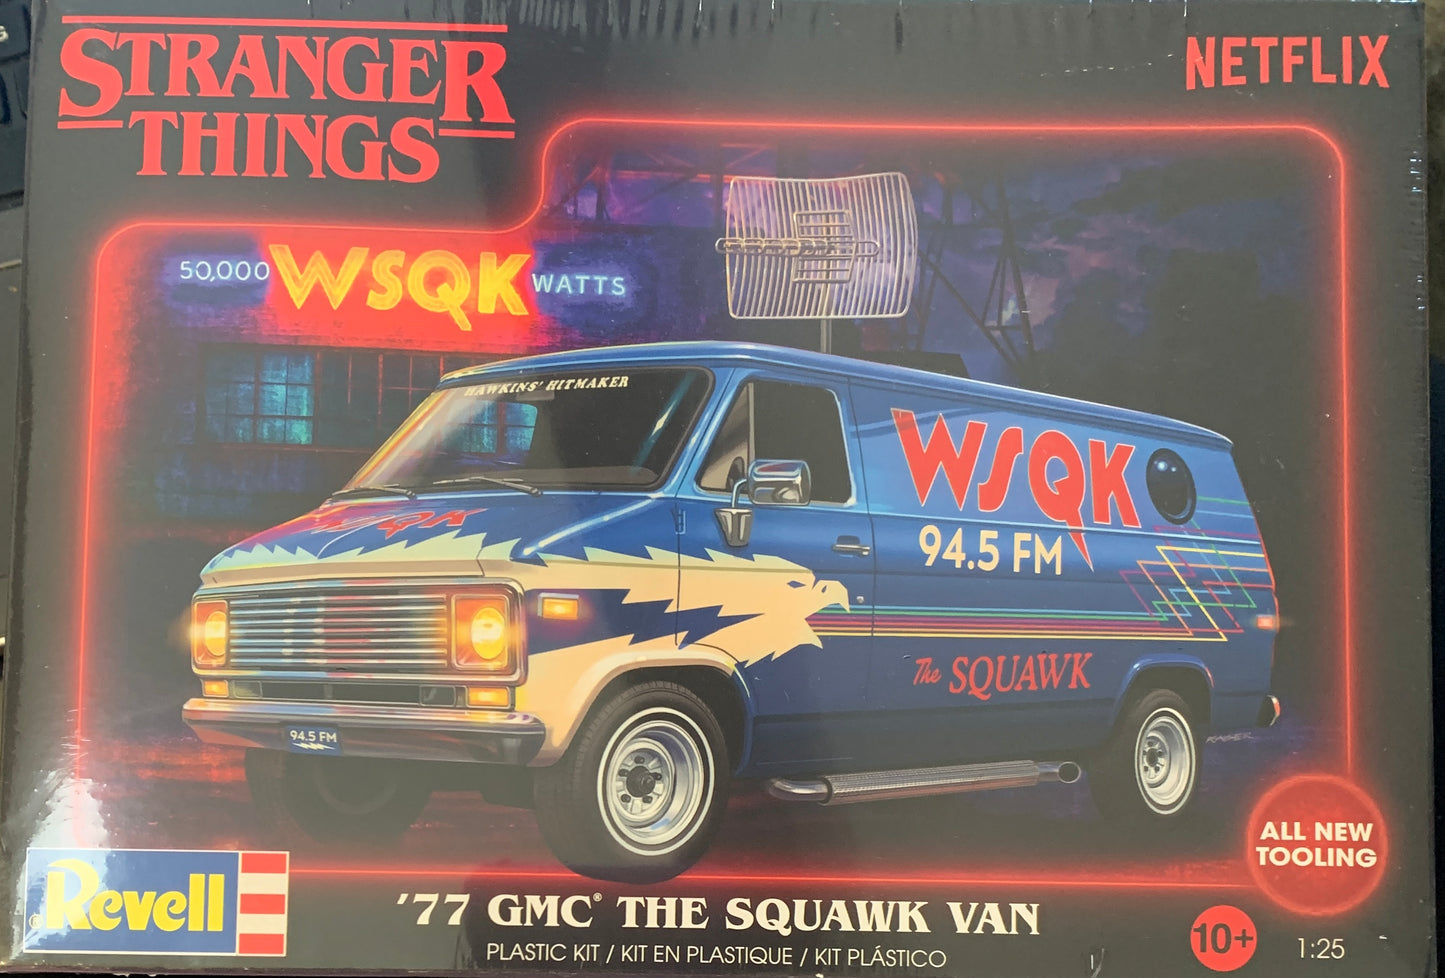 STRANGER
THINGS
NETFLIX
50,000 WSQK WATTS
HAWKINS' HITMAKER
WSQK
WSQK
94.5 FM
The SQUAWK
94.5 FM
ALL NEW
TOOLING
Revell®
'77 GMC® THE SQUAWK VAN
PLASTIC KIT / KIT EN PLASTIQUE / KIT PLÁSTICO
10+
1:25